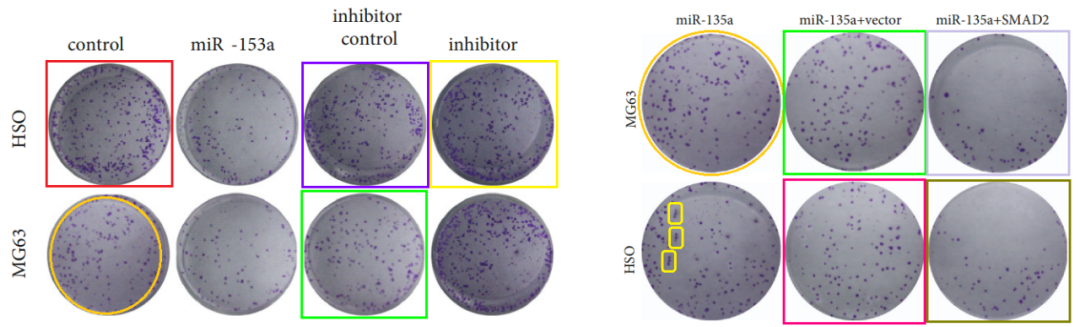 control
miR -153a
inhibitor
control
inhibitor
HSO
MG63
miR-135a
miR-135a+vector
miR-135a+SMAD2
MG63
HSO